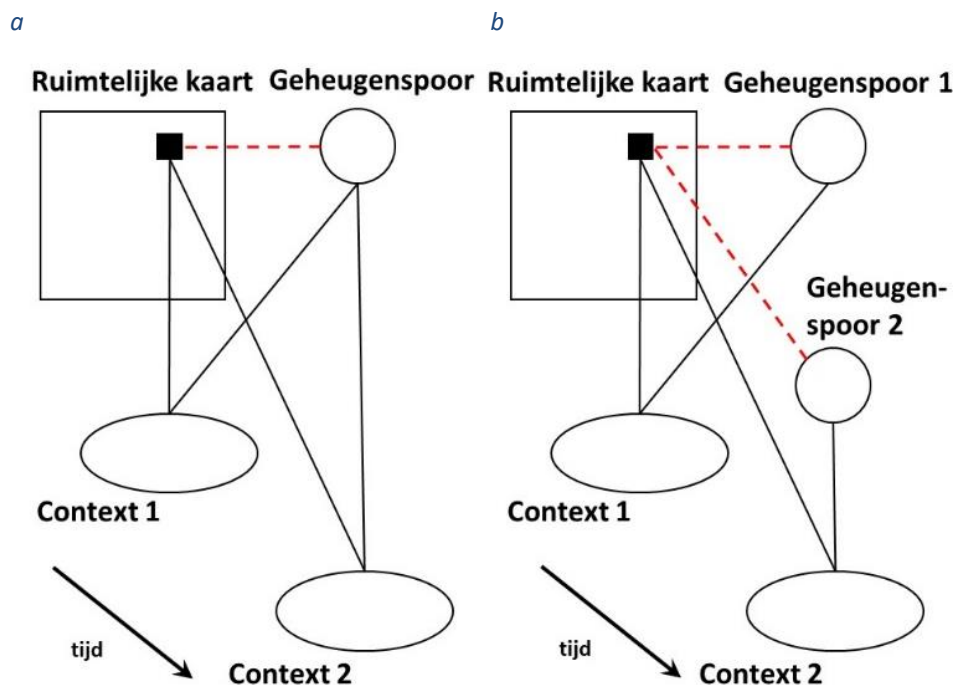 a
b
Ruimtelijke kaart Geheugenspoor
Ruimtelijke kaart Geheugenspoor 1
Geheugen-
spoor 2
Context 1
Context 1
tijd
tijd
Context 2
Context 2